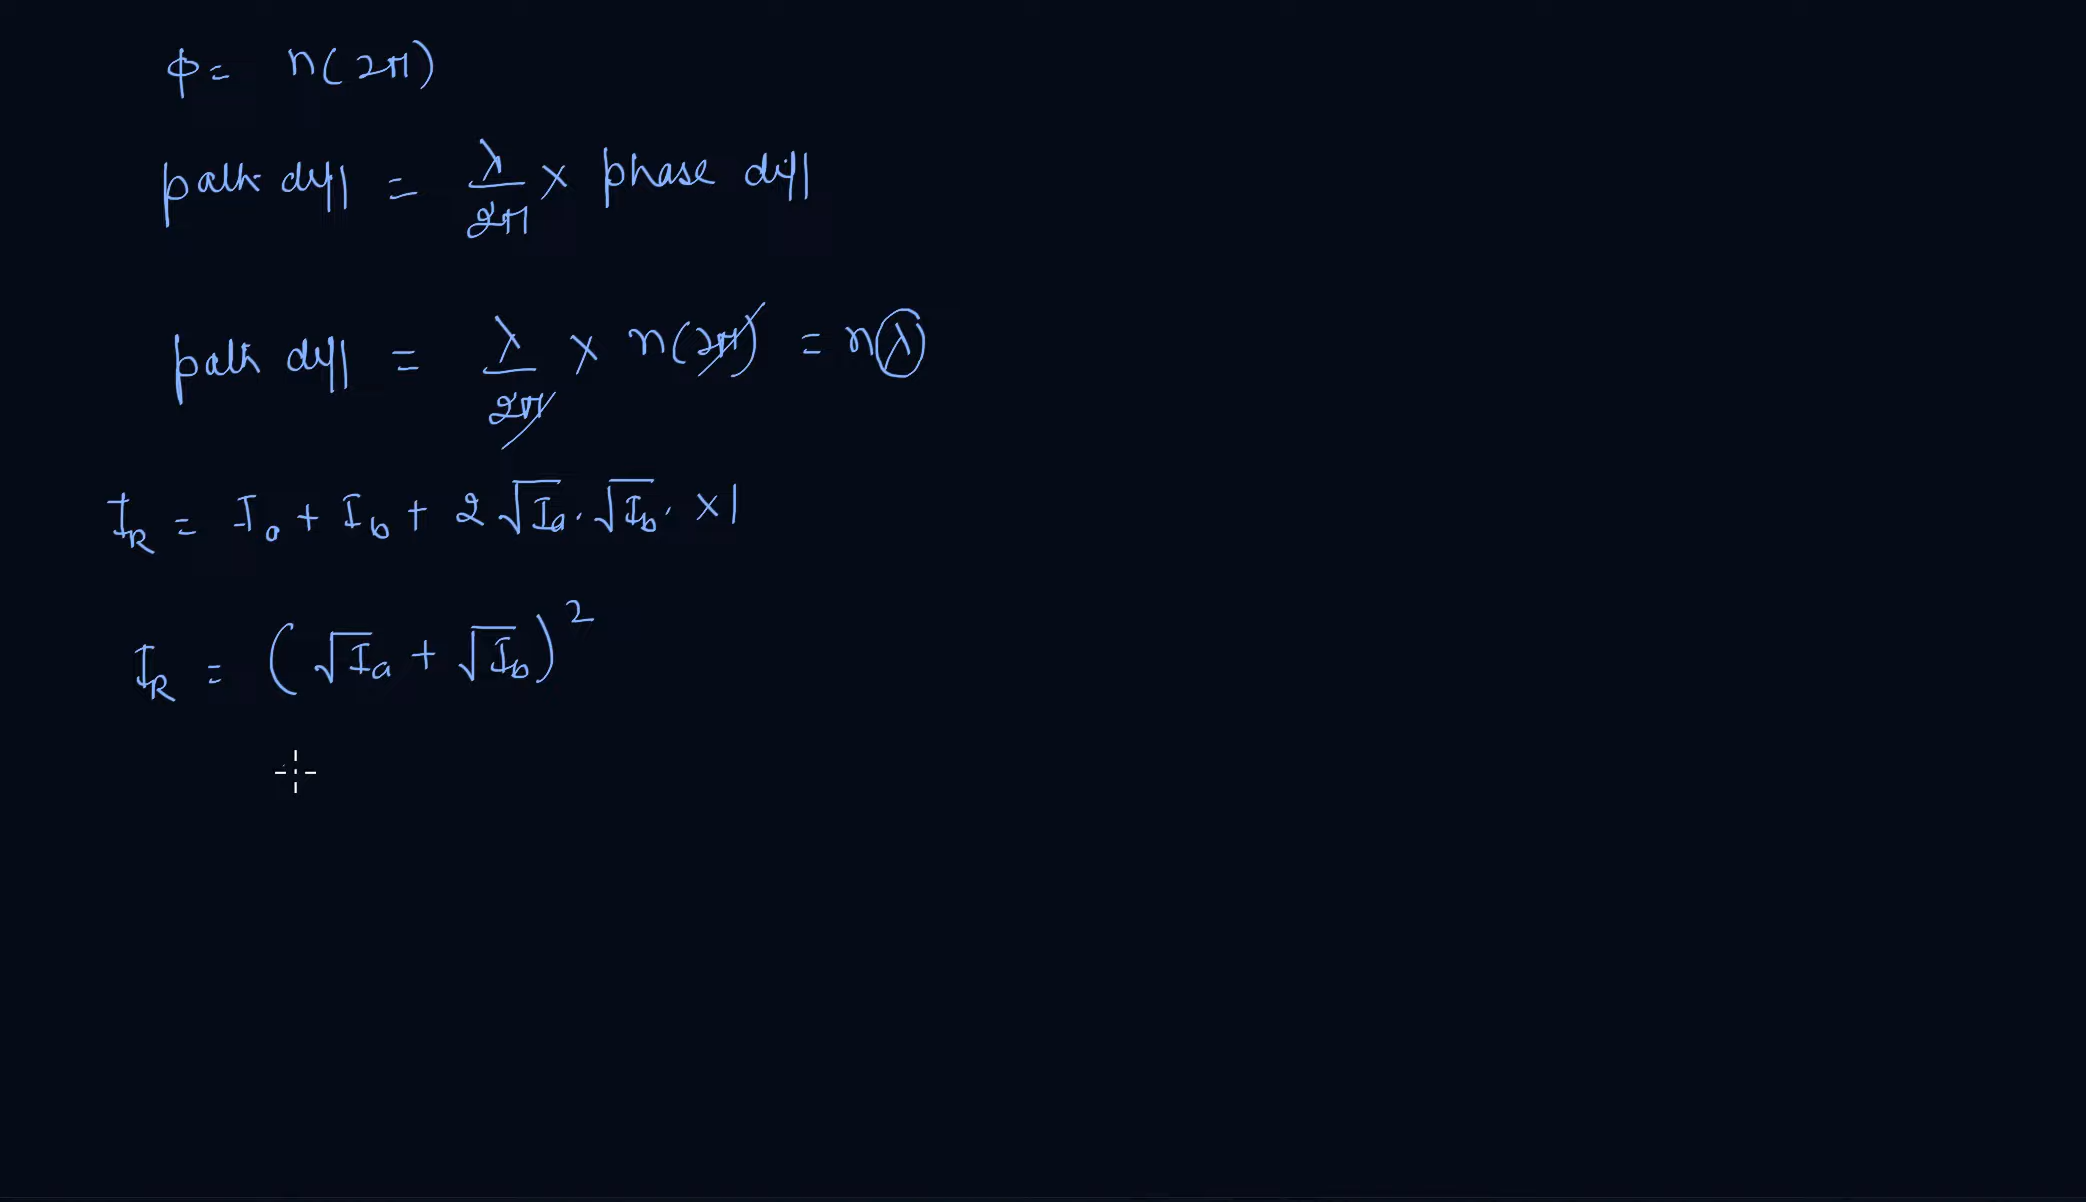 ϕ = n(2π)
path diff = λ/2π × phase diff
path diff = λ/2π × n(2π) = nλ
I_R = I_a + I_b + 2 √I_a . √I_b . × 1
I_R = (√I_a + √I_b)²